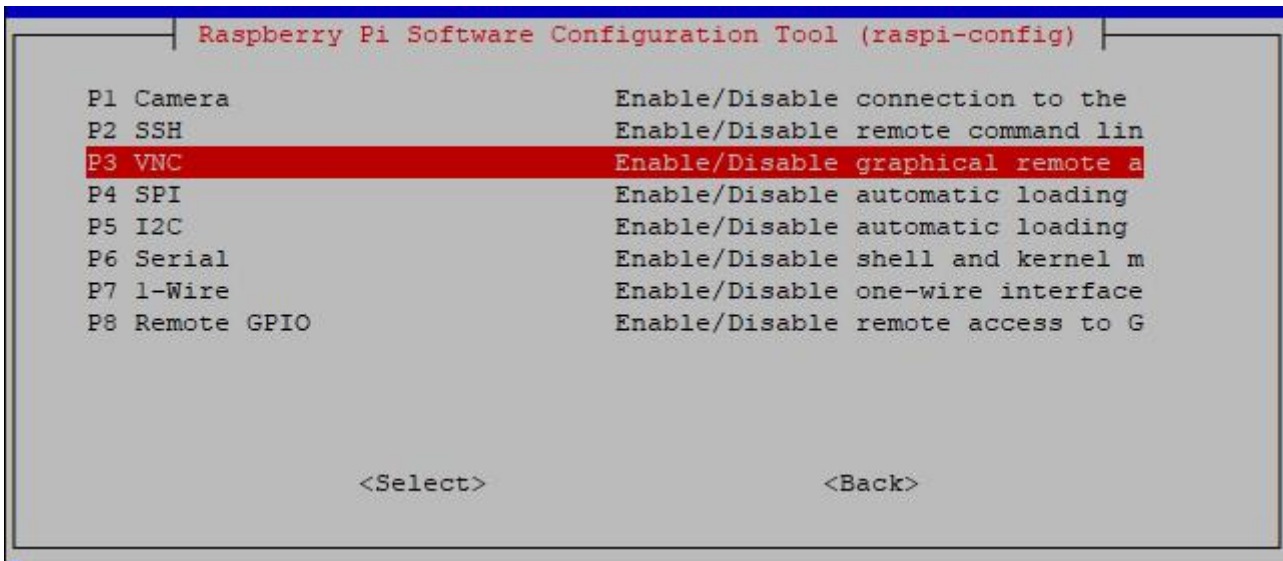 Raspberry Pi Software Configuration Tool (raspi-config)
P1 Camera Enable/Disable connection to the
P2 SSH Enable/Disable remote command lin
P3 VNC Enable/Disable graphical remote a
P4 SPI Enable/Disable automatic loading
P5 I2C Enable/Disable automatic loading
P6 Serial Enable/Disable shell and kernel m
P7 1-Wire Enable/Disable one-wire interface
P8 Remote GPIO Enable/Disable remote access to G
<Select> <Back>